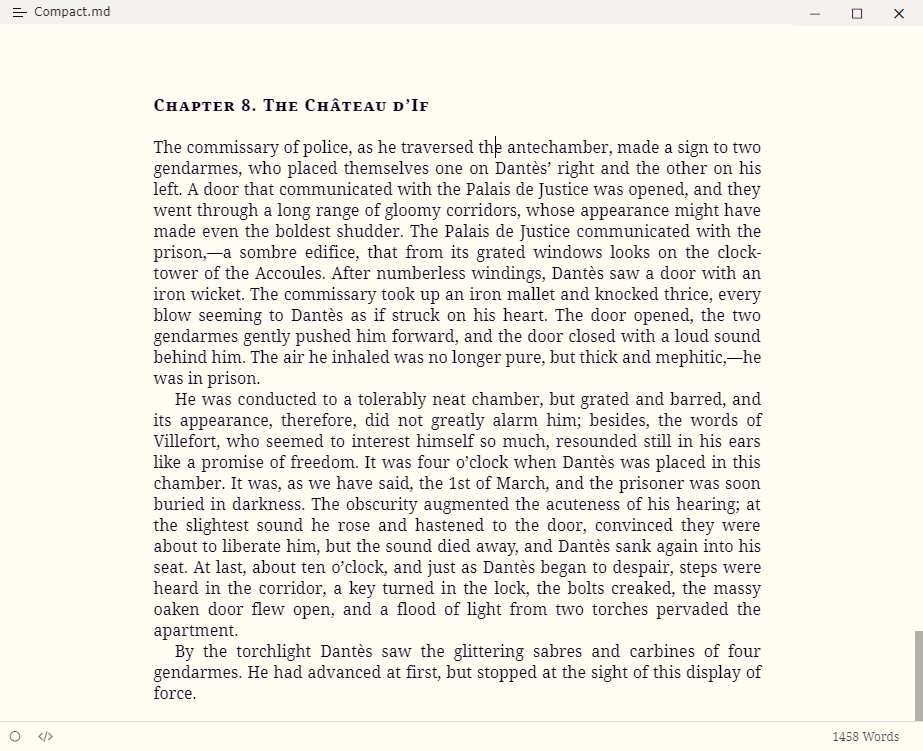 Compact.md
Chapter 8. The Château d’If
The commissary of police, as he traversed the antechamber, made a sign to two
gendarmes, who placed themselves one on Dantès’ right and the other on his
left. A door that communicated with the Palais de Justice was opened, and they
went through a long range of gloomy corridors, whose appearance might have
made even the boldest shudder. The Palais de Justice communicated with the
prison,—a sombre edifice, that from its grated windows looks on the clock-
tower of the Accoules. After numberless windings, Dantès saw a door with an
iron wicket. The commissary took up an iron mallet and knocked thrice, every
blow seeming to Dantès as if struck on his heart. The door opened, the two
gendarmes gently pushed him forward, and the door closed with a loud sound
behind him. The air he inhaled was no longer pure, but thick and mephitic,—he
was in prison.
He was conducted to a tolerably neat chamber, but grated and barred, and
its appearance, therefore, did not greatly alarm him; besides, the words of
Villefort, who seemed to interest himself so much, resounded still in his ears
like a promise of freedom. It was four o’clock when Dantès was placed in this
chamber. It was, as we have said, the 1st of March, and the prisoner was soon
buried in darkness. The obscurity augmented the acuteness of his hearing; at
the slightest sound he rose and hastened to the door, convinced they were
about to liberate him, but the sound died away, and Dantès sank again into his
seat. At last, about ten o’clock, and just as Dantès began to despair, steps were
heard in the corridor, a key turned in the lock, the bolts creaked, the massy
oaken door flew open, and a flood of light from two torches pervaded the
apartment.
By the torchlight Dantès saw the glittering sabres and carbines of four
gendarmes. He had advanced at first, but stopped at the sight of this display of
force.
</> 1458 Words